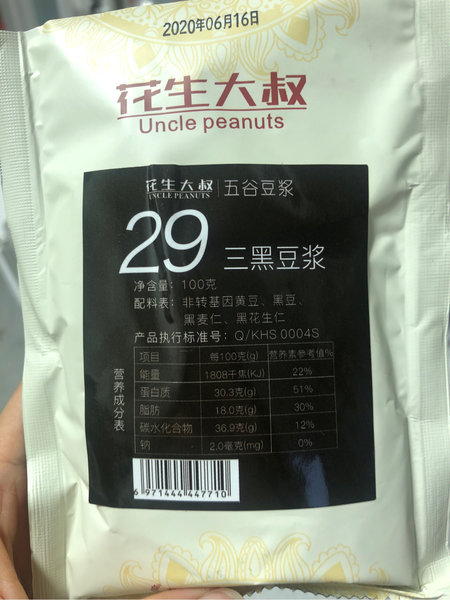 2020年06月16日
花生大叔
Uncle peanuts
花生大叔 五谷豆浆
UNCLE PEANUTS
29 三黑豆浆
净含量：100克
配料表：非转基因黄豆、黑豆、
黑麦仁、黑花生仁
产品执行标准号：Q/KHS 0004S
营养成分表
项目 每100克(g) 营养素参考值%
能量 1808千焦(KJ) 22%
蛋白质 30.3克(g) 51%
脂肪 18.0克(g) 30%
碳水化合物 36.9克(g) 12%
钠 2.0毫克(mg) 0%
6 971444 447710